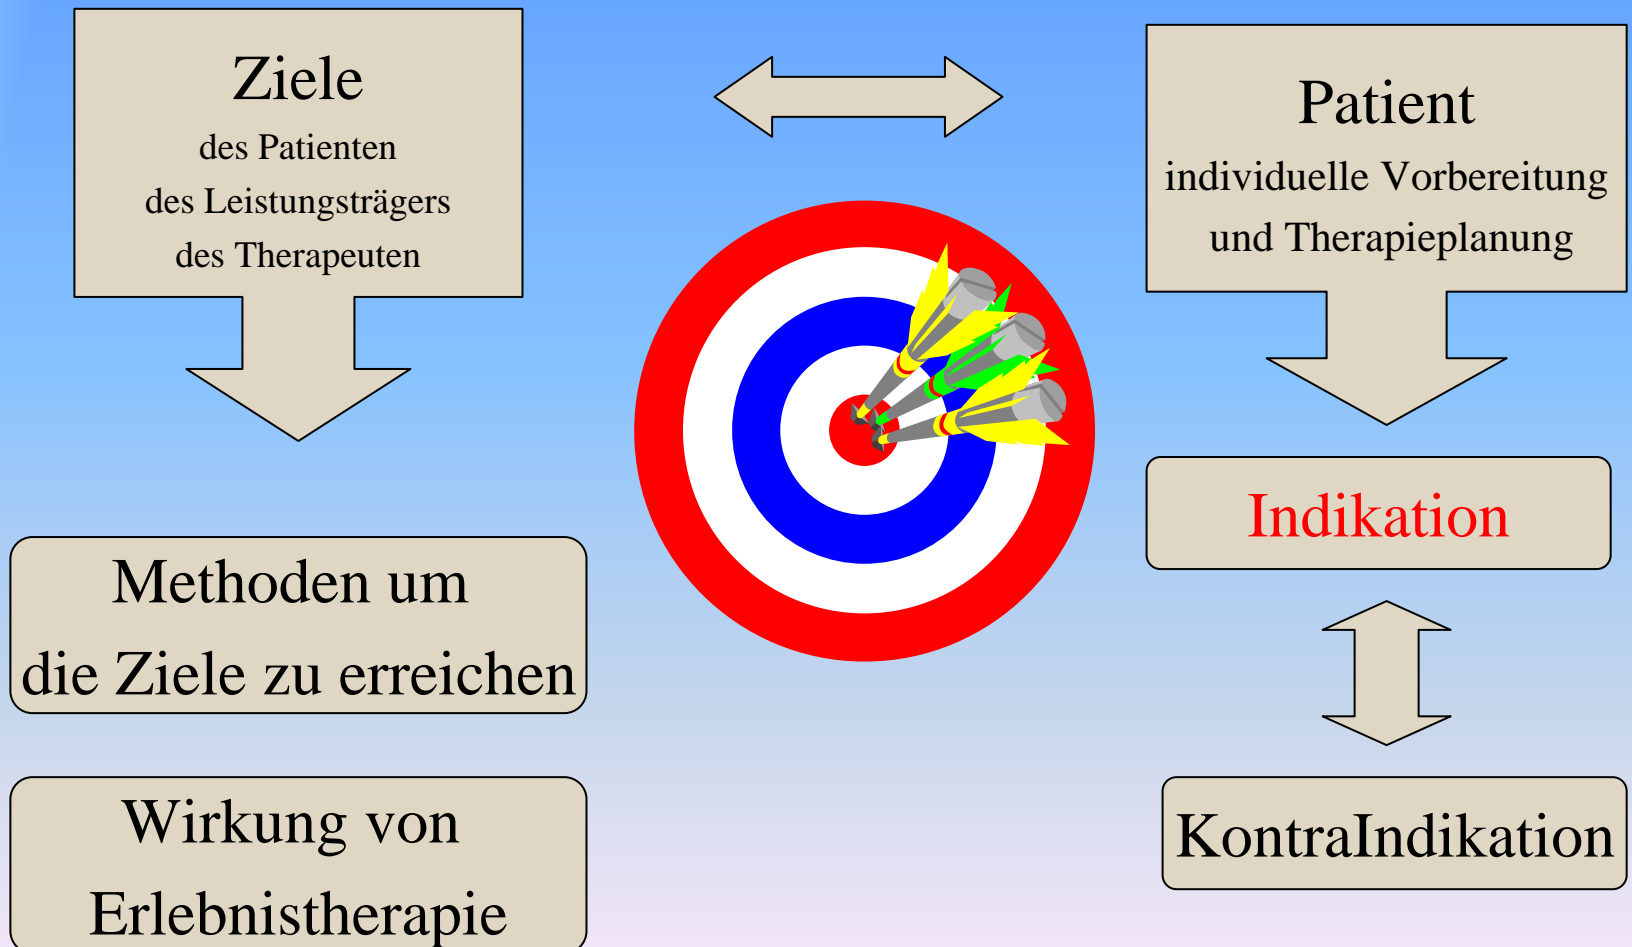 Ziele
des Patienten
des Leistungsträgers
des Therapeuten
Patient
individuelle Vorbereitung
und Therapieplanung
Indikation
Methoden um
die Ziele zu erreichen
Wirkung von
Erlebnistherapie
KontraIndikation